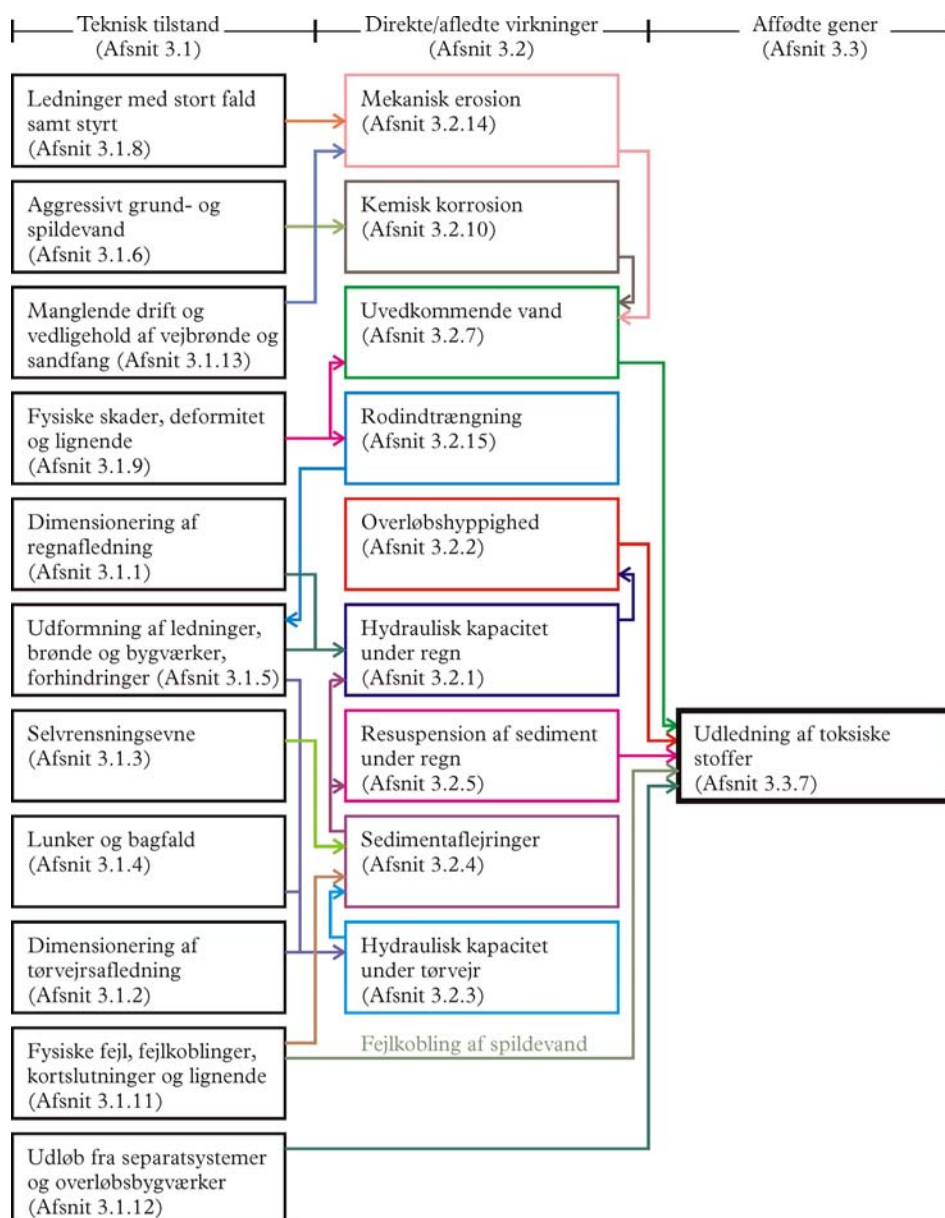 Teknisk tilstand
(Afsnit 3.1)
Direkte/afledte virkninger
(Afsnit 3.2)
Affødte gener
(Afsnit 3.3)
Ledninger med stort fald
samt styrt
(Afsnit 3.1.8)
Aggressivt grund- og
spildevand
(Afsnit 3.1.6)
Manglende drift og
vedligehold af vejbrønde og
sandfang (Afsnit 3.1.13)
Fysiske skader, deformitet
og lignende
(Afsnit 3.1.9)
Dimensionering af
regnafledning
(Afsnit 3.1.1)
Udformning af ledninger,
brønde og bygværker,
forhindringer (Afsnit 3.1.5)
Selvrensningsevne
(Afsnit 3.1.3)
Lunker og bagfald
(Afsnit 3.1.4)
Dimensionering af
tørvejrsafledning
(Afsnit 3.1.2)
Fysiske fejl, fejlkoblinger,
kortslutninger og lignende
(Afsnit 3.1.11)
Udløb fra separatsystemer
og overløbsbygværker
(Afsnit 3.1.12)
Mekanisk erosion
(Afsnit 3.2.14)
Kemisk korrosion
(Afsnit 3.2.10)
Uvedkommende vand
(Afsnit 3.2.7)
Rodindtrængning
(Afsnit 3.2.15)
Overløbshyppighed
(Afsnit 3.2.2)
Hydraulisk kapacitet
under regn
(Afsnit 3.2.1)
Resuspension af sediment
under regn
(Afsnit 3.2.5)
Sedimentaflejringer
(Afsnit 3.2.4)
Hydraulisk kapacitet
under tørvejr
(Afsnit 3.2.3)
Fejlkobling af spildevand
Udledning af toksiske
stoffer
(Afsnit 3.3.7)